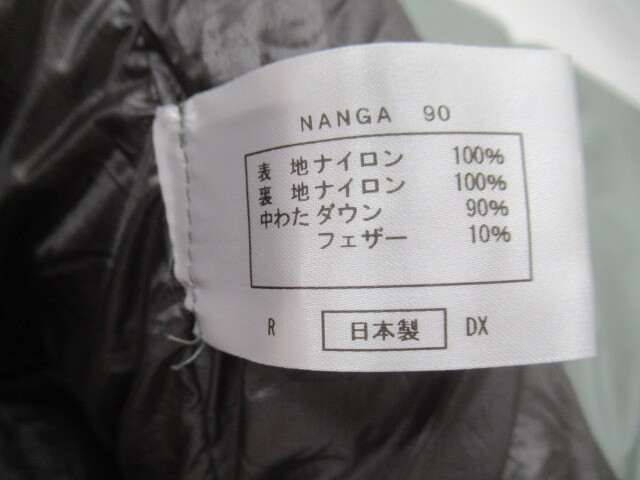 NANGA 90
表 地 ナイロン 100%
裏 地 ナイロン 100%
中わた ダウン 90%
フェザー 10%
R 日本製 DX